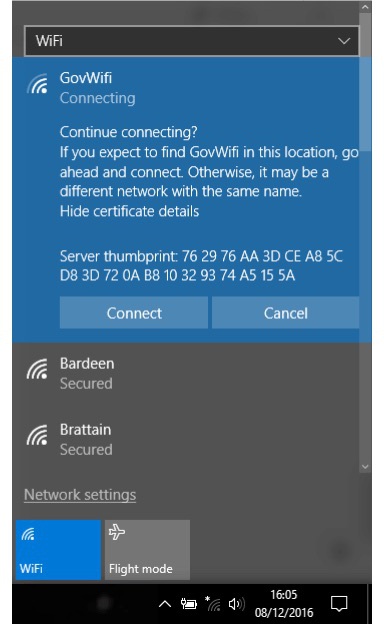 WiFi
GovWifi
Connecting
Continue connecting?
If you expect to find GovWifi in this location, go
ahead and connect. Otherwise, it may be a
different network with the same name.
Hide certificate details
Server thumbprint: 76 29 76 AA 3D CE A8 5C
D8 3D 72 0A B8 10 32 93 74 A5 15 5A
Connect Cancel
Bardeen
Secured
Brattain
Secured
Network settings
WiFi Flight mode
16:05
08/12/2016